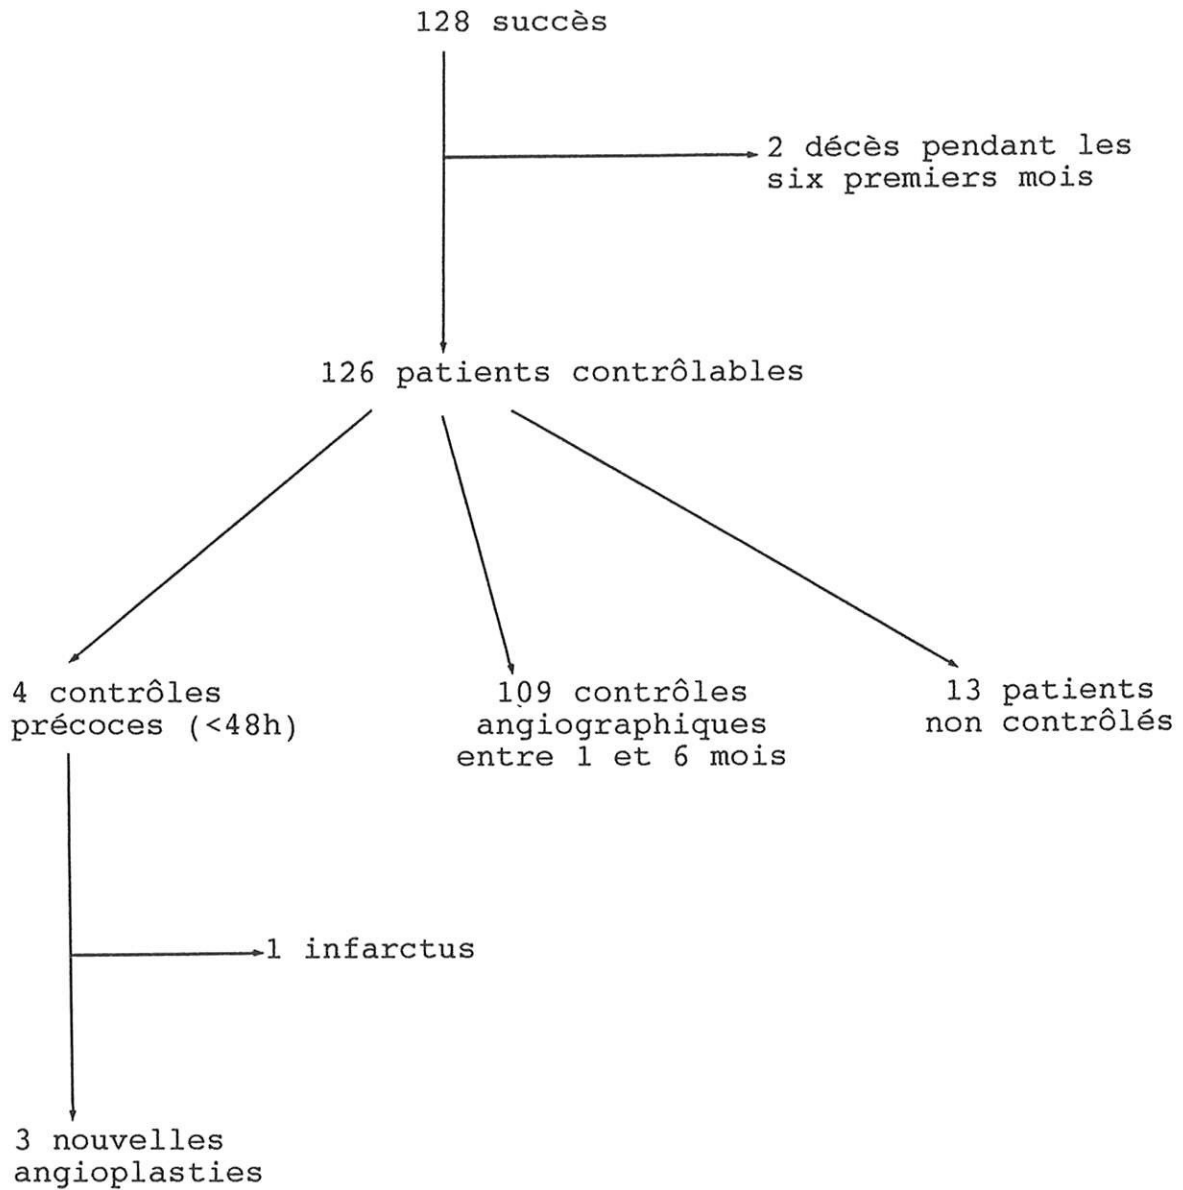 128 succès
2 décès pendant les
six premiers mois
126 patients contrôlables
4 contrôles
précoces (<48h)
109 contrôles
angiographiques
entre 1 et 6 mois
13 patients
non contrôlés
1 infarctus
3 nouvelles
angioplasties